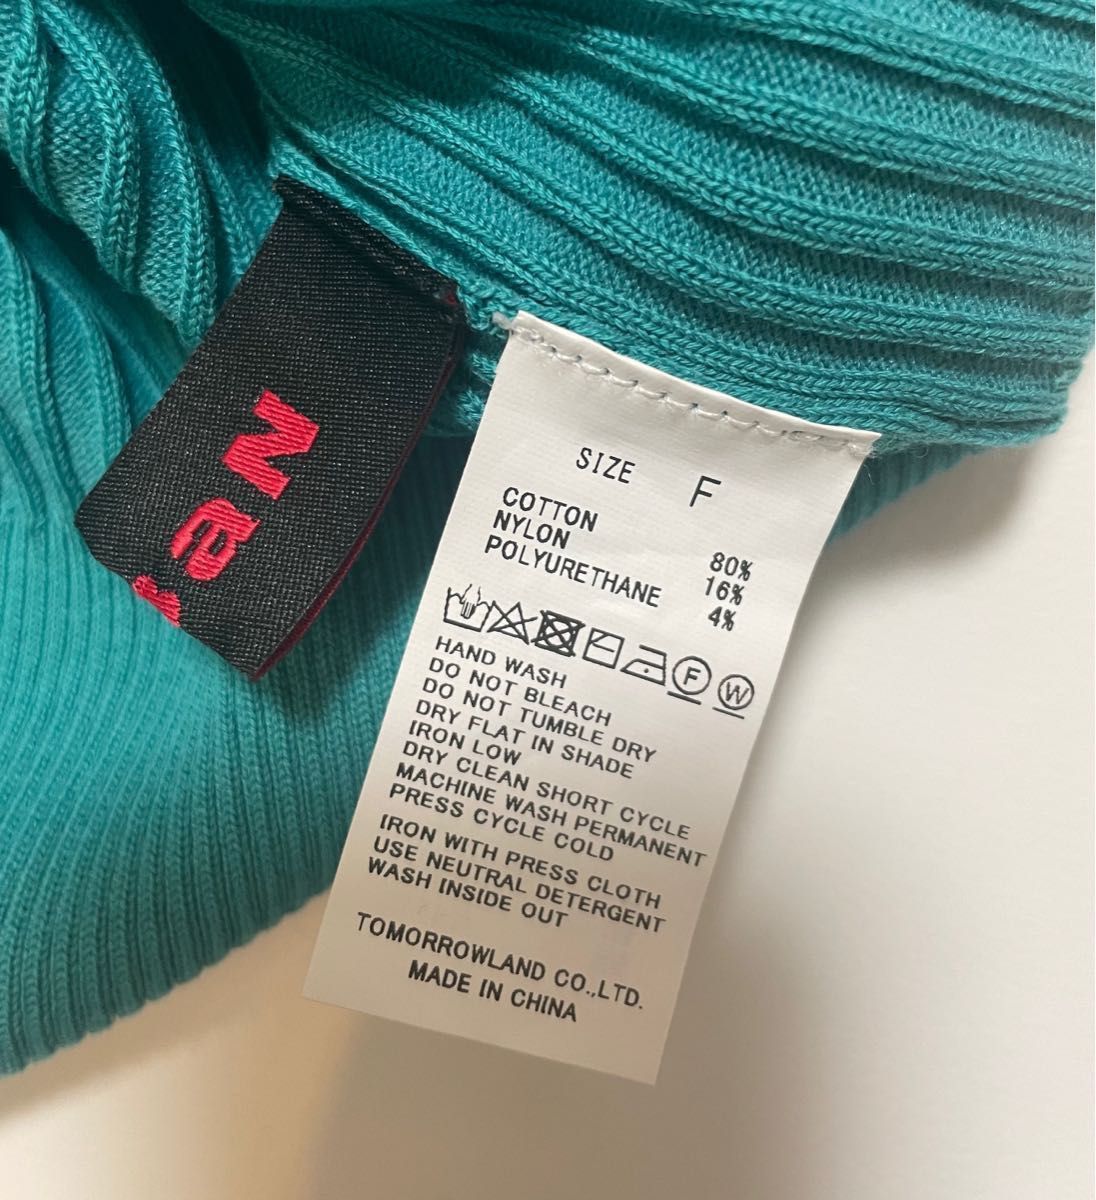 Ne
SIZE F
COTTON 80%
NYLON 16%
POLYURETHANE 4%
F W
HAND WASH
DO NOT BLEACH
DO NOT TUMBLE DRY
DRY FLAT IN SHADE
IRON LOW
DRY CLEAN SHORT CYCLE
MACHINE WASH PERMANENT
PRESS CYCLE COLD
IRON WITH PRESS CLOTH
USE NEUTRAL DETERGENT
WASH INSIDE OUT
TOMORROWLAND CO.,LTD.
MADE IN CHINA